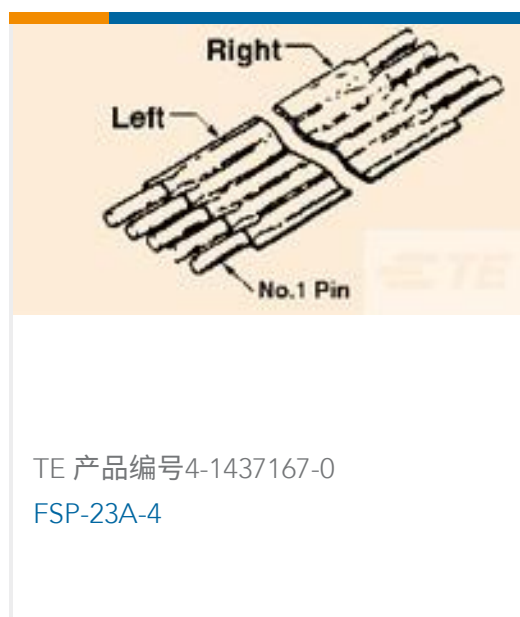 Right
Left
TE
No.1 Pin
TE 产品编号4-1437167-0
FSP-23A-4